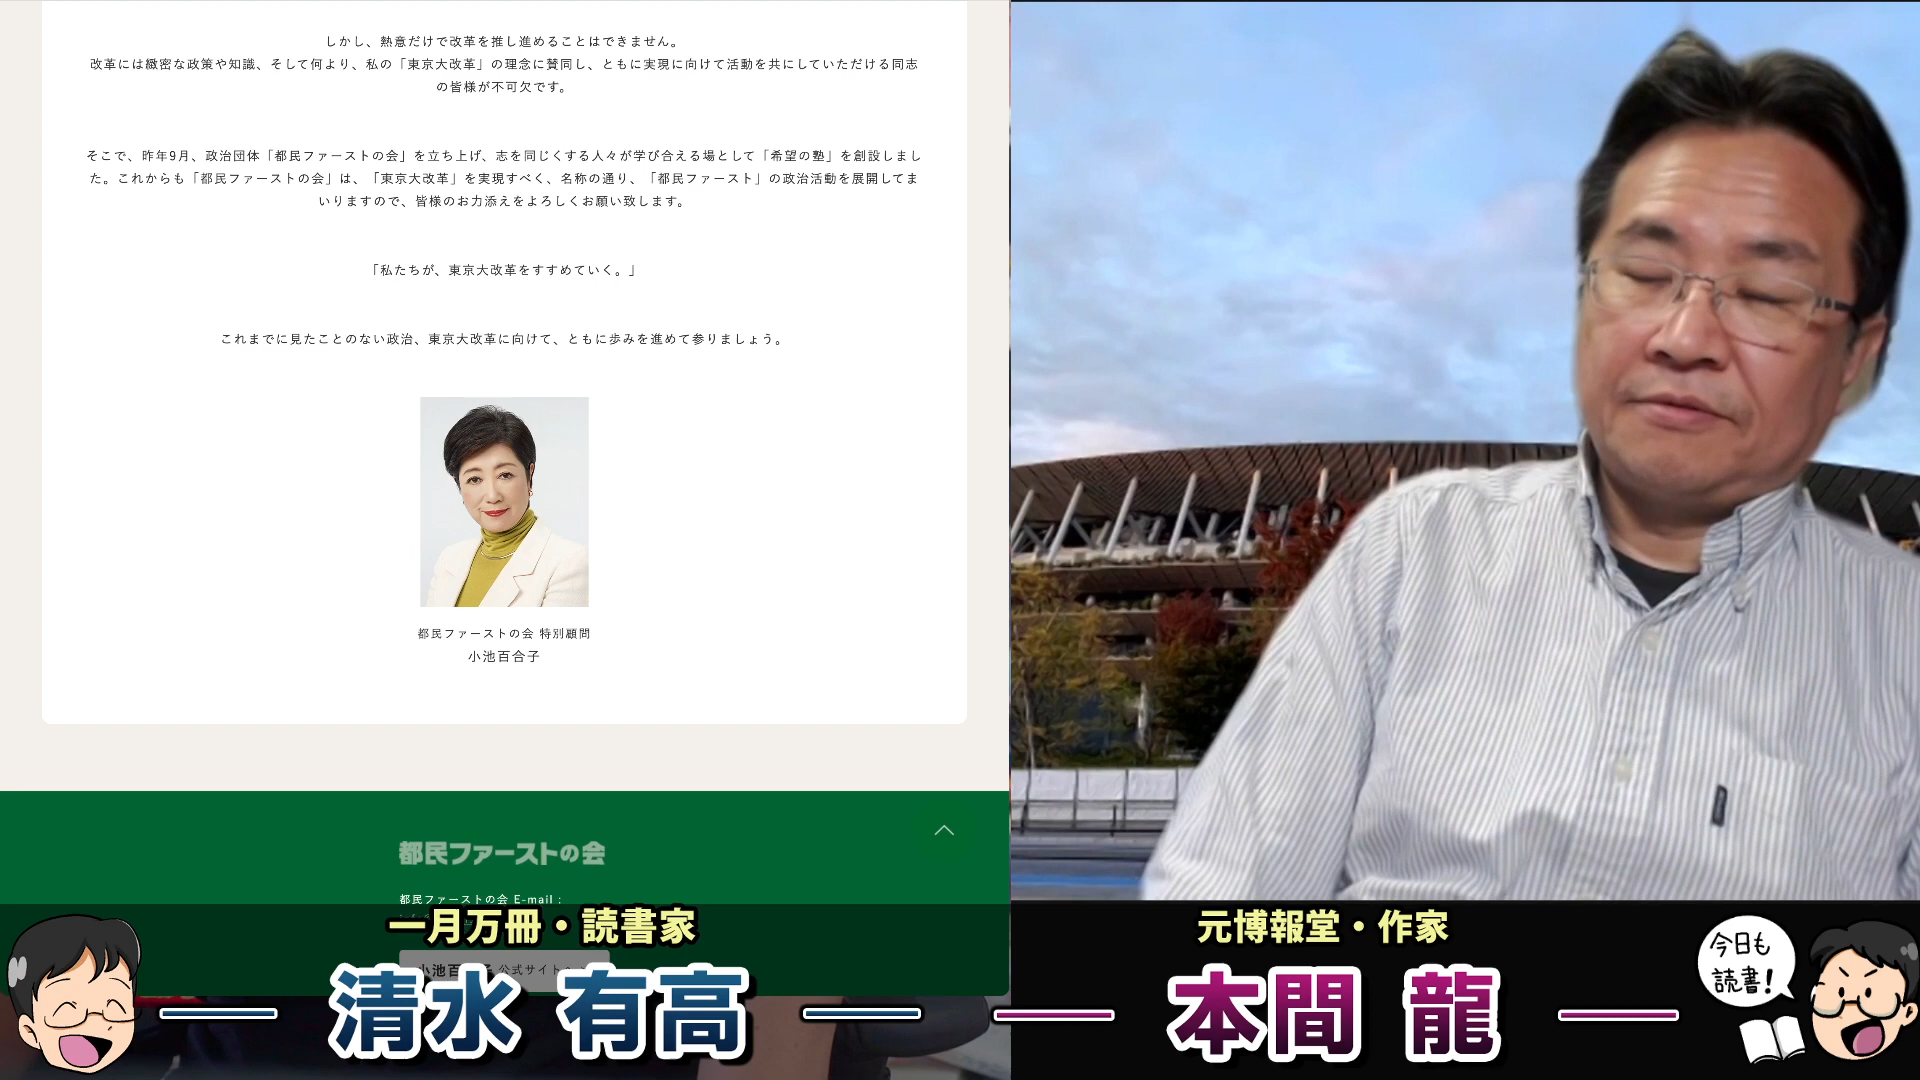 しかし、熱意だけで改革を推し進めることはできません。
改革には緻密な政策や知識、そして何より、私の「東京大改革」の理念に賛同し、ともに実現に向けて活動を共にしていただける同志
の皆様が不可欠です。
そこで、昨年9月、政治団体「都民ファーストの会」を立ち上げ、志を同じくする人々が学び合える場として「希望の塾」を創設しまし
た。これからも「都民ファーストの会」は、「東京大改革」を実現すべく、名称の通り、「都民ファースト」の政治活動を展開してま
いりますので、皆様のお力添えをよろしくお願い致します。
「私たちが、東京大改革をすすめていく。」
これまでに見たことのない政治、東京大改革に向けて、ともに歩みを進めて参りましょう。
都民ファーストの会 特別顧問
小池百合子
都民ファーストの会
都民ファーストの会 E-mail :
公式サイト
一月万冊・読書家
清水 有高
元博報堂・作家
本間 龍
今日も
読書!